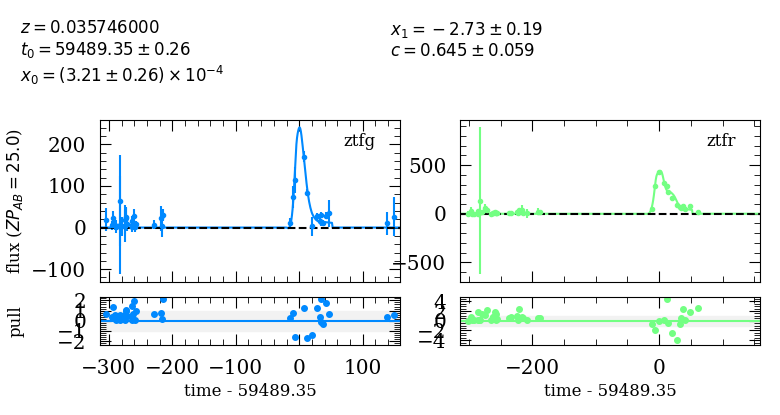 z = 0.035746000
t₀ = 59489.35 ± 0.26
x₀ = (3.21 ± 0.26) × 10⁻⁴
x₁ = −2.73 ± 0.19
c = 0.645 ± 0.059
ztfg
ztfr
flux (ZP_AB = 25.0)
200
100
0
−100
500
0
−500
pull
2
1
0
−1
−2
4
2
0
−2
−4
−300 −200 −100 0 100
−200 0
time - 59489.35
time - 59489.35